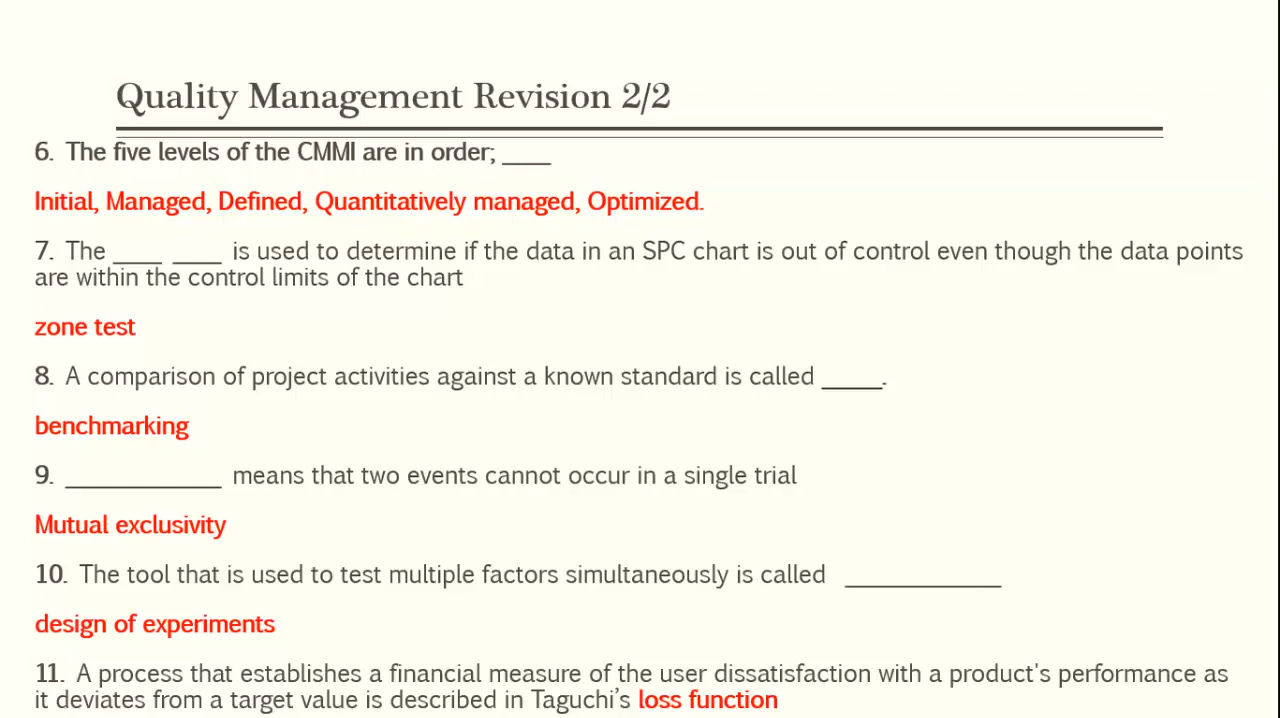 Quality Management Revision 2/2
6. The five levels of the CMMI are in order; ____
Initial, Managed, Defined, Quantitatively managed, Optimized.
7. The ____ ____ is used to determine if the data in an SPC chart is out of control even though the data points
are within the control limits of the chart
zone test
8. A comparison of project activities against a known standard is called _____.
benchmarking
9. _____________ means that two events cannot occur in a single trial
Mutual exclusivity
10. The tool that is used to test multiple factors simultaneously is called _____________
design of experiments
11. A process that establishes a financial measure of the user dissatisfaction with a product's performance as
it deviates from a target value is described in Taguchi’s loss function